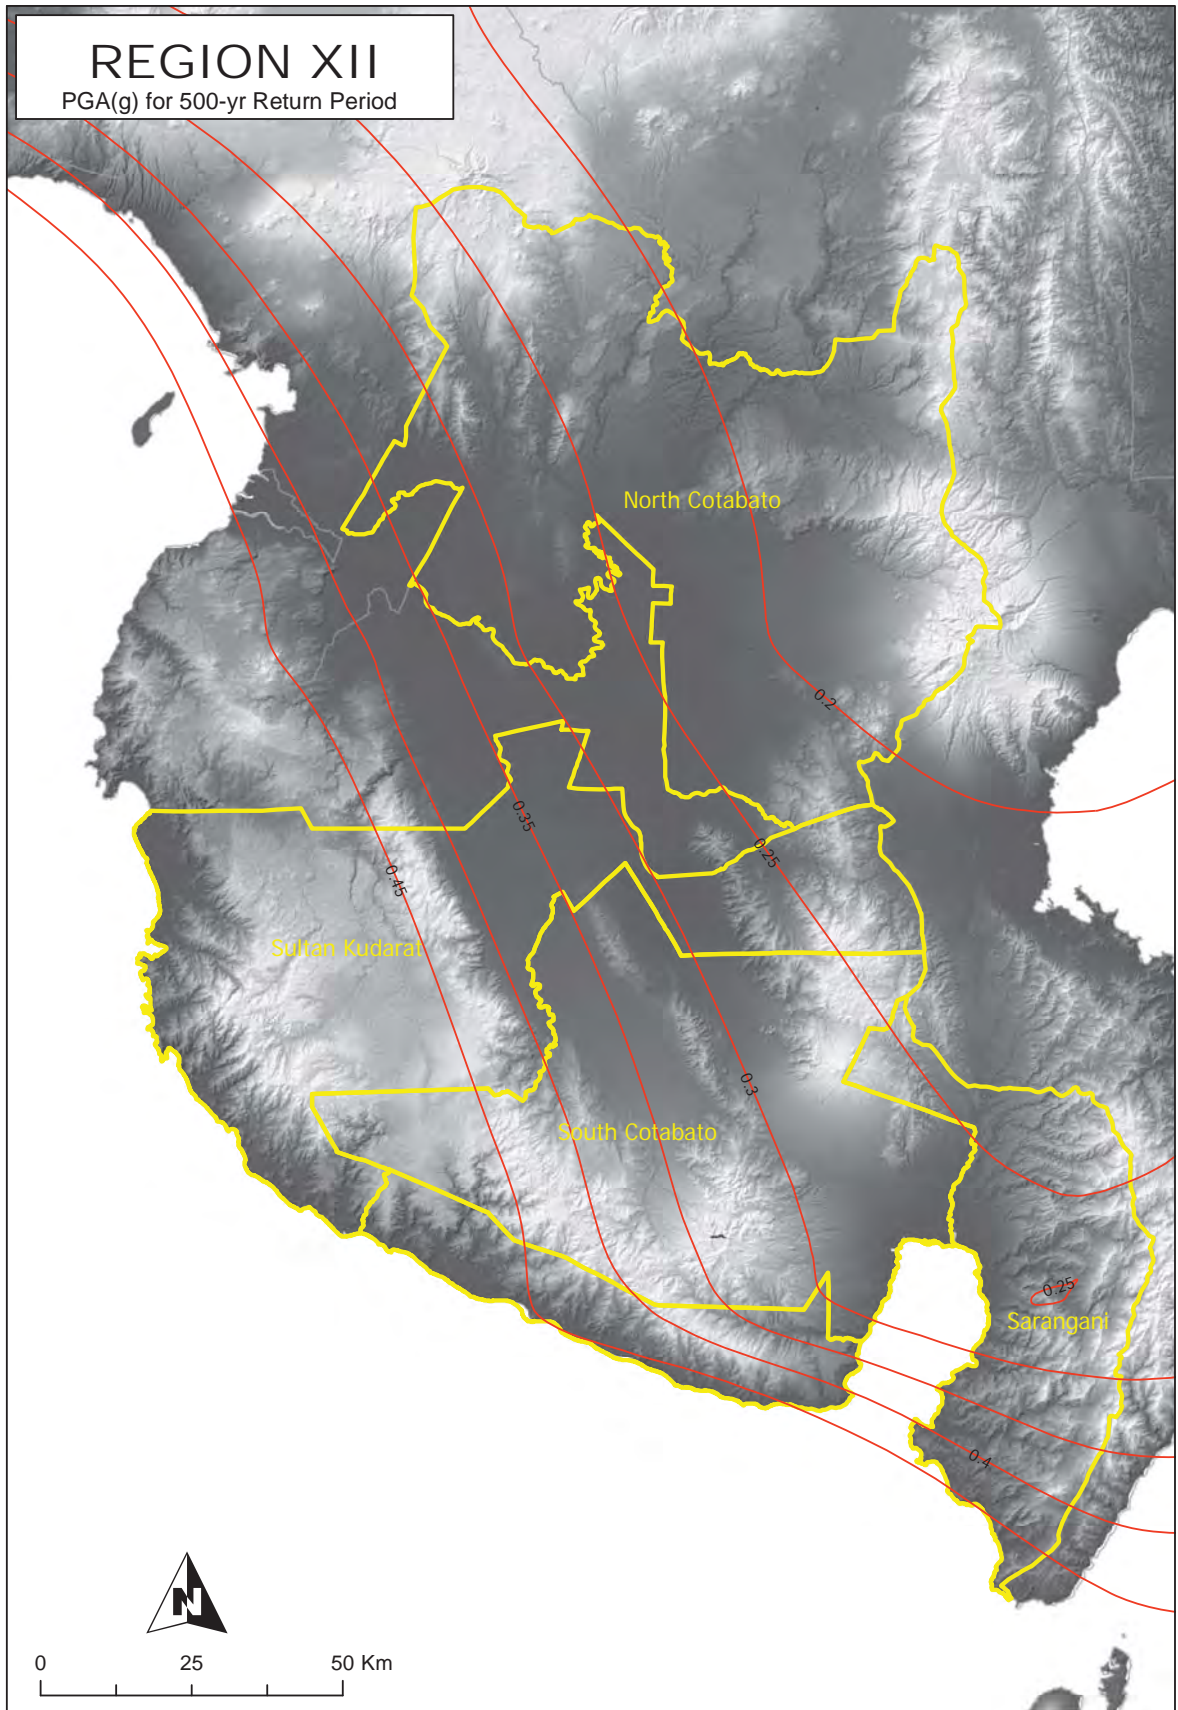 REGION XII
PGA(g) for 500-yr Return Period
North Cotabato
0.2
0.35
0.25
0.45
Sultan Kudarat
0.3
South Cotabato
0.25
Sarangani
0.4
N
0 25 50 Km